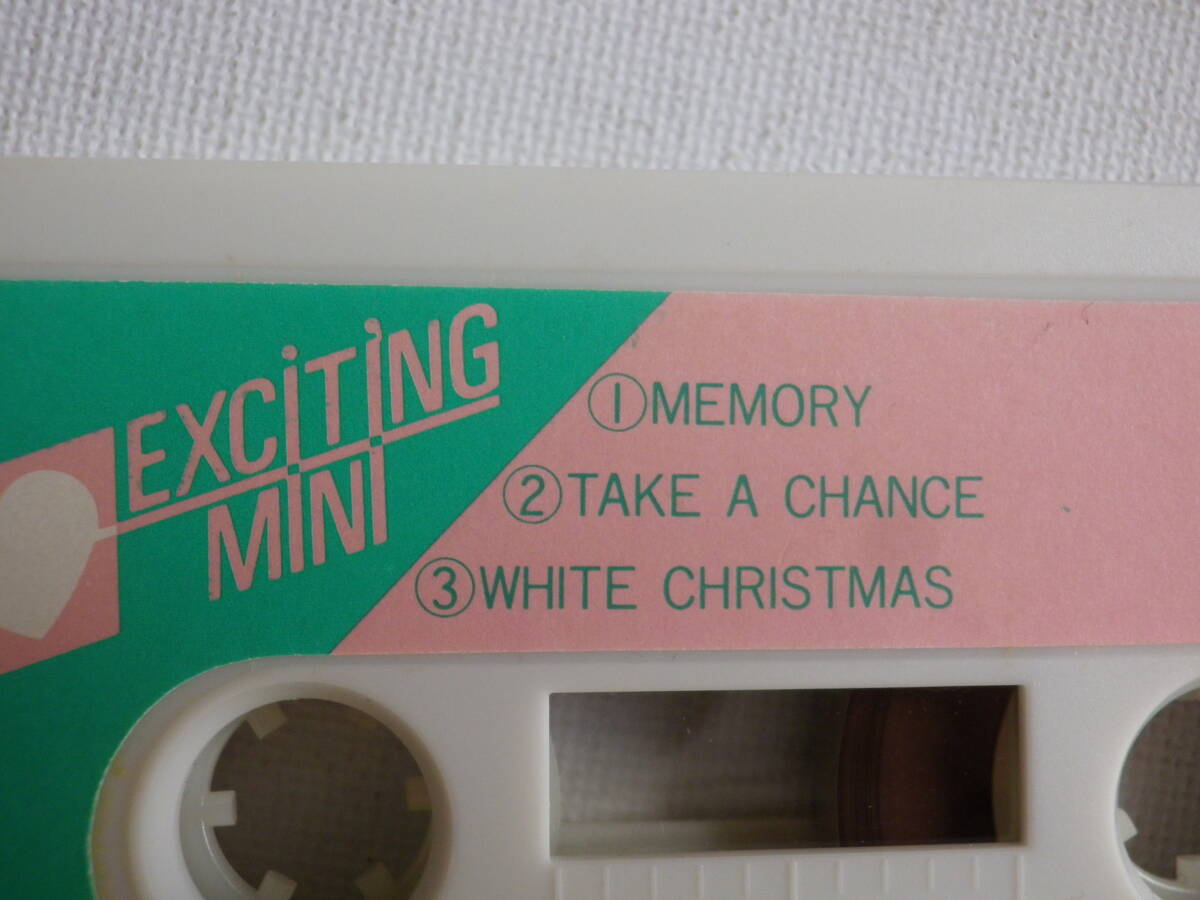 EXCITING
MINI
①MEMORY
②TAKE A CHANCE
③WHITE CHRISTMAS